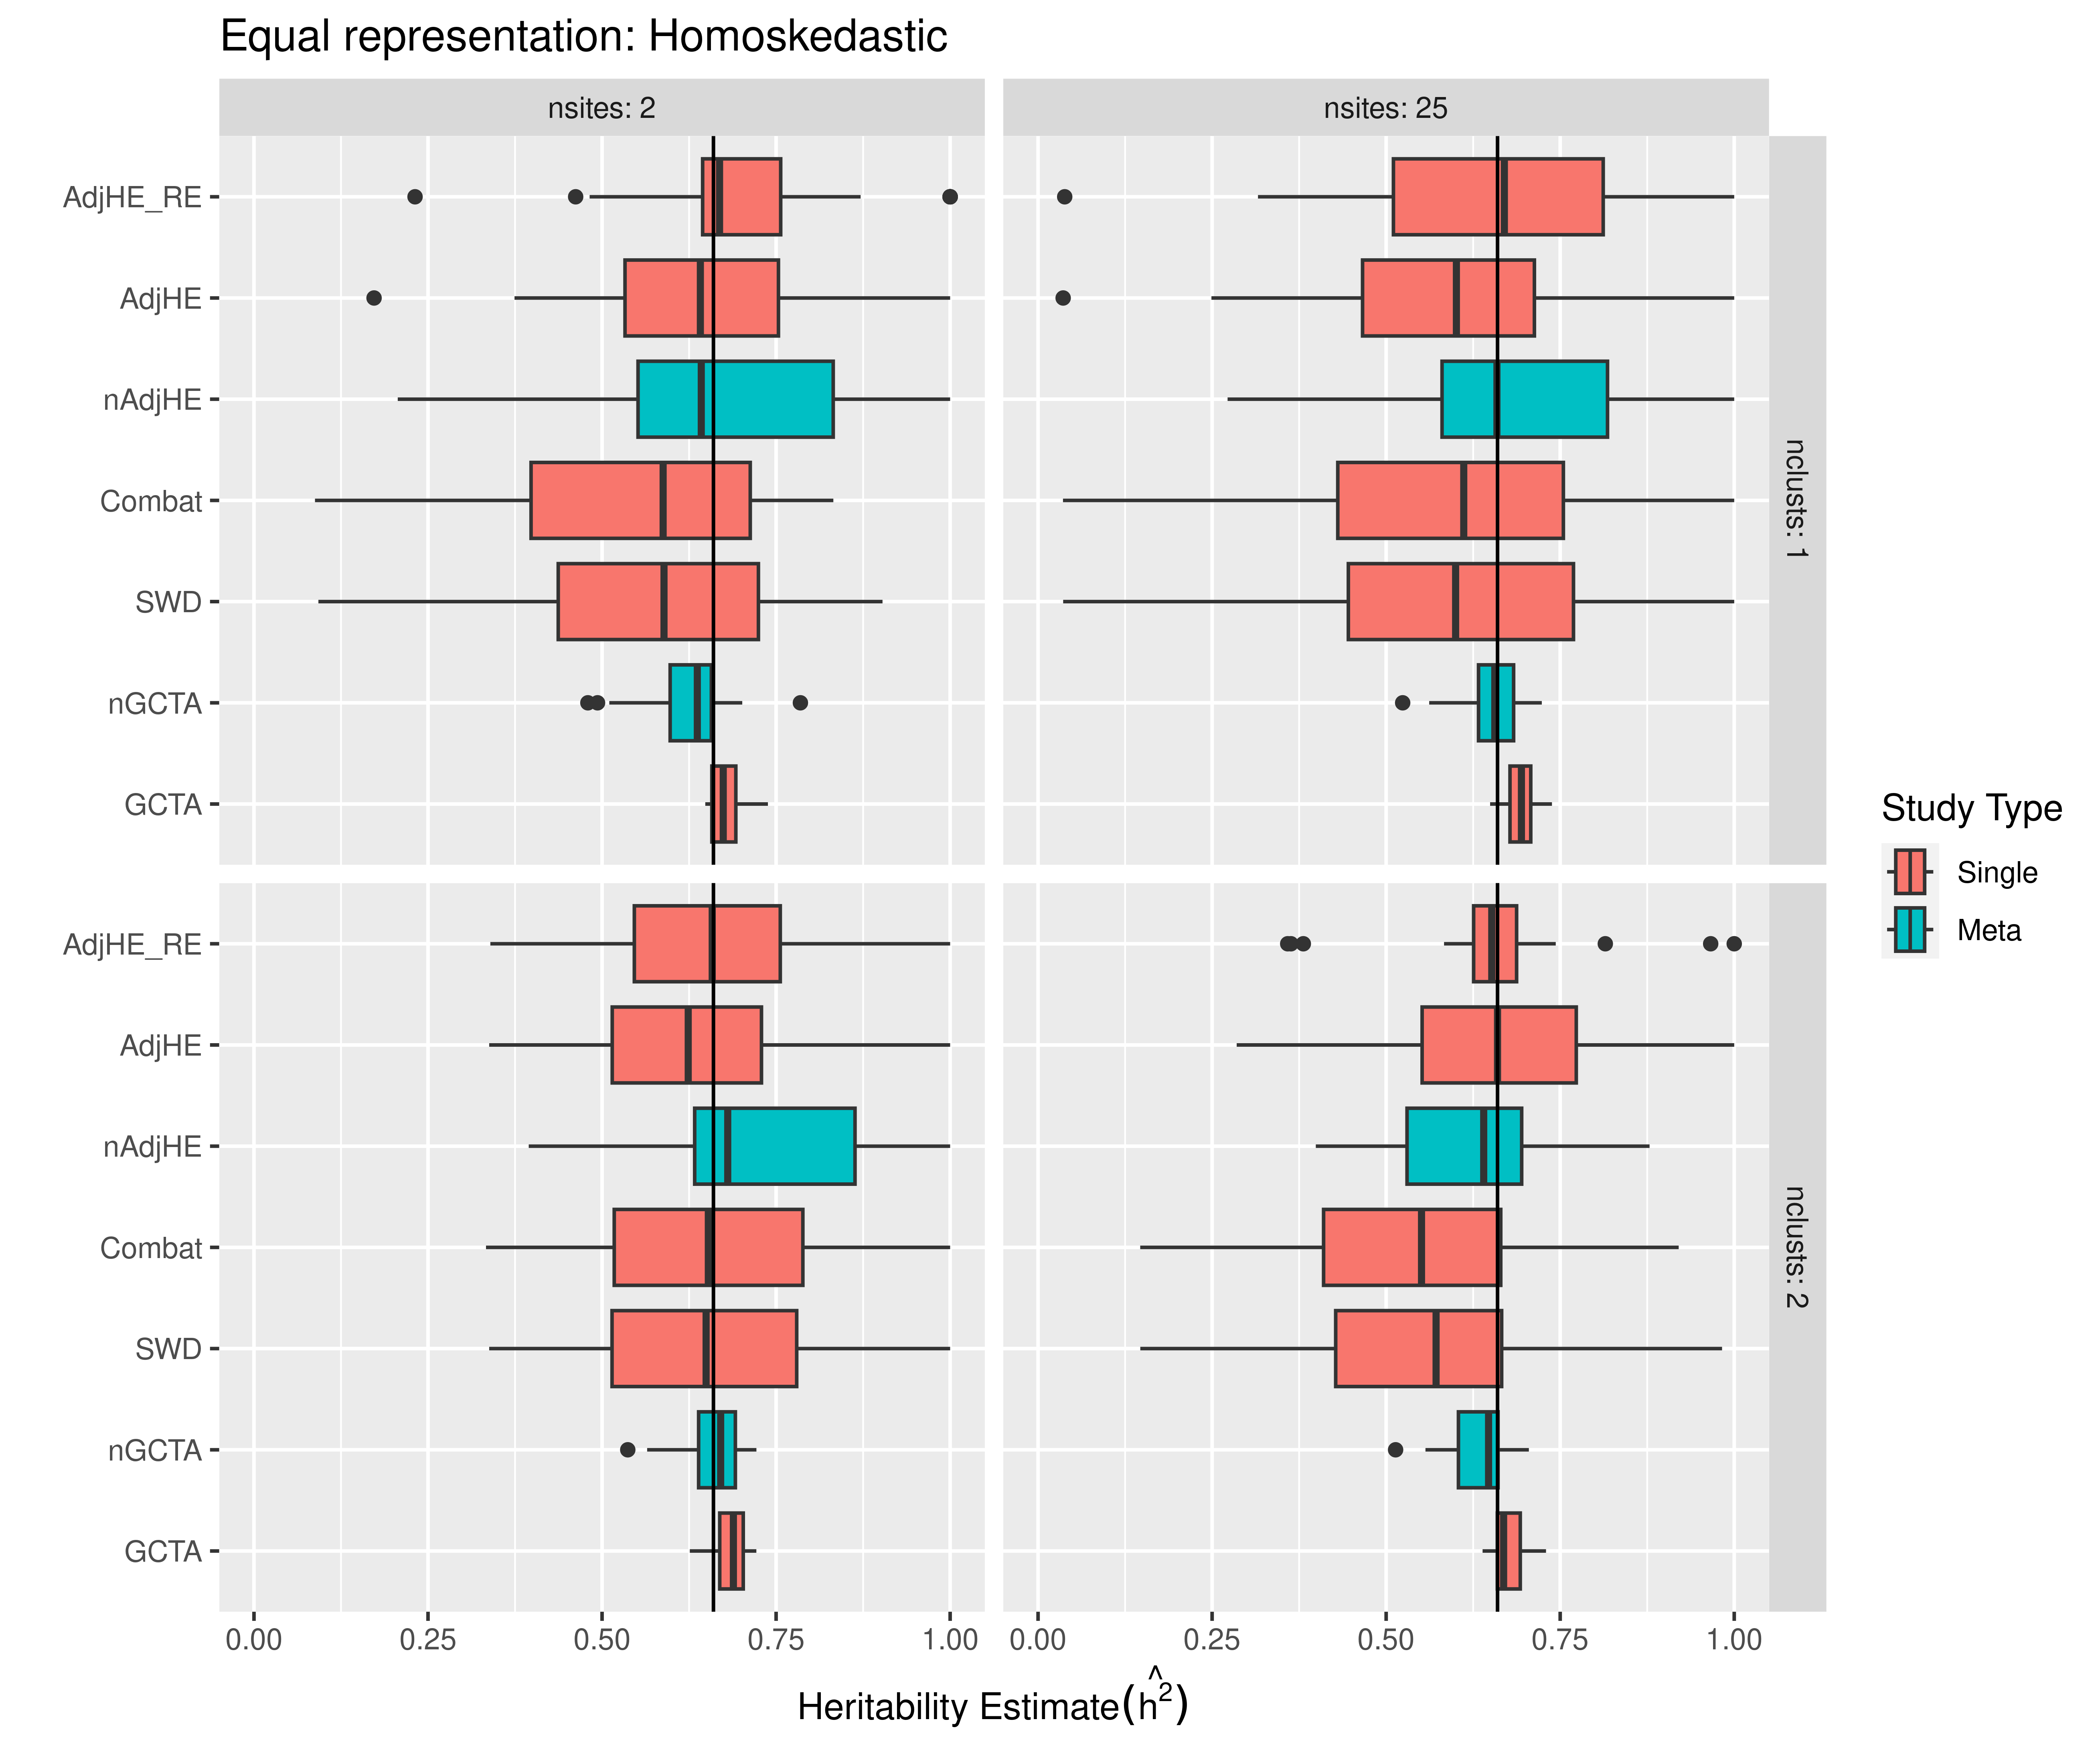 Equal representation: Homoskedastic
nsites: 2
nsites: 25
AdjHE_RE
AdjHE
nAdjHE
Combat
SWD
nGCTA
GCTA
nclusts: 1
AdjHE_RE
AdjHE
nAdjHE
Combat
SWD
nGCTA
GCTA
nclusts: 2
Study Type
Single
Meta
0.00 0.25 0.50 0.75 1.00 0.00 0.25 0.50 0.75 1.00
Heritability Estimate(ĥ²)